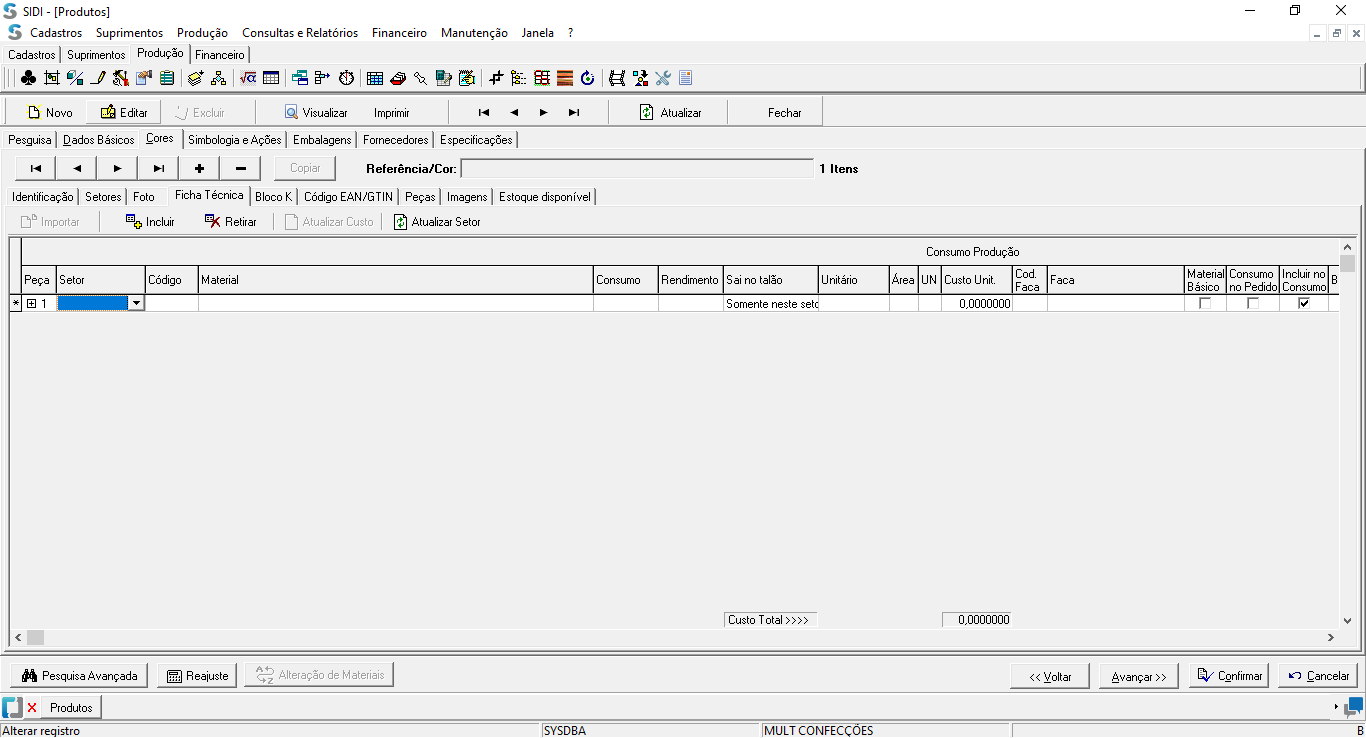 SIDI - [Produtos]
Cadastros Suprimentos Produção Consultas e Relatórios Financeiro Manutenção Janela ?
Cadastros Suprimentos Produção Financeiro
Novo Editar Excluir Visualizar Imprimir Atualizar Fechar
Pesquisa Dados Básicos Cores Simbologia e Ações Embalagens Fornecedores Especificações
Copiar Referência/Cor: 1 Itens
Identificação Setores Foto Ficha Técnica Bloco K Código EAN/GTIN Peças Imagens Estoque disponível
Importar Incluir Retirar Atualizar Custo Atualizar Setor
Consumo Produção
Peça Setor Código Material Consumo Rendimento Sai no talão Unitário Área UN Custo Unit. Cod. Faca Faca Material Básico Consumo no Pedido Incluir no Consumo B
* 1 Somente neste seto 0,0000000
Custo Total >>>> 0,0000000
Pesquisa Avançada Reajuste Alteração de Materiais << Voltar Avançar >> Confirmar Cancelar
Produtos
Alterar registro SYSDBA MULT CONFECÇÕES B